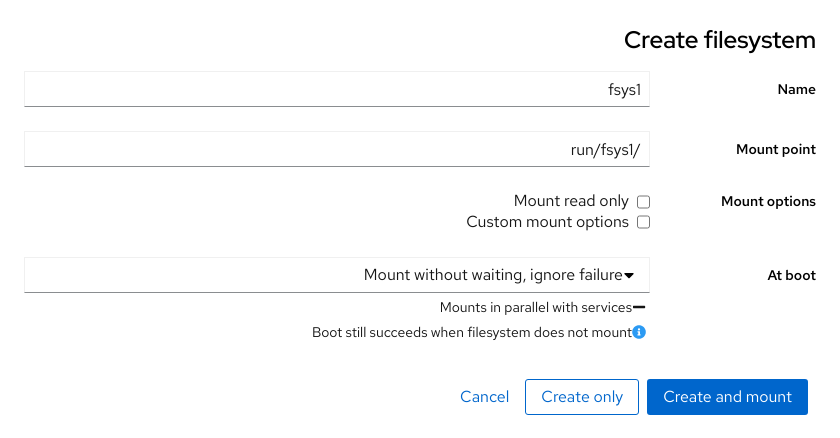 Create filesystem
Name
fsys1
Mount point
run/fsys1/
Mount options
Mount read only
Custom mount options
At boot
Mount without waiting, ignore failure
Mounts in parallel with services
Boot still succeeds when filesystem does not mount
Create and mount
Create only
Cancel